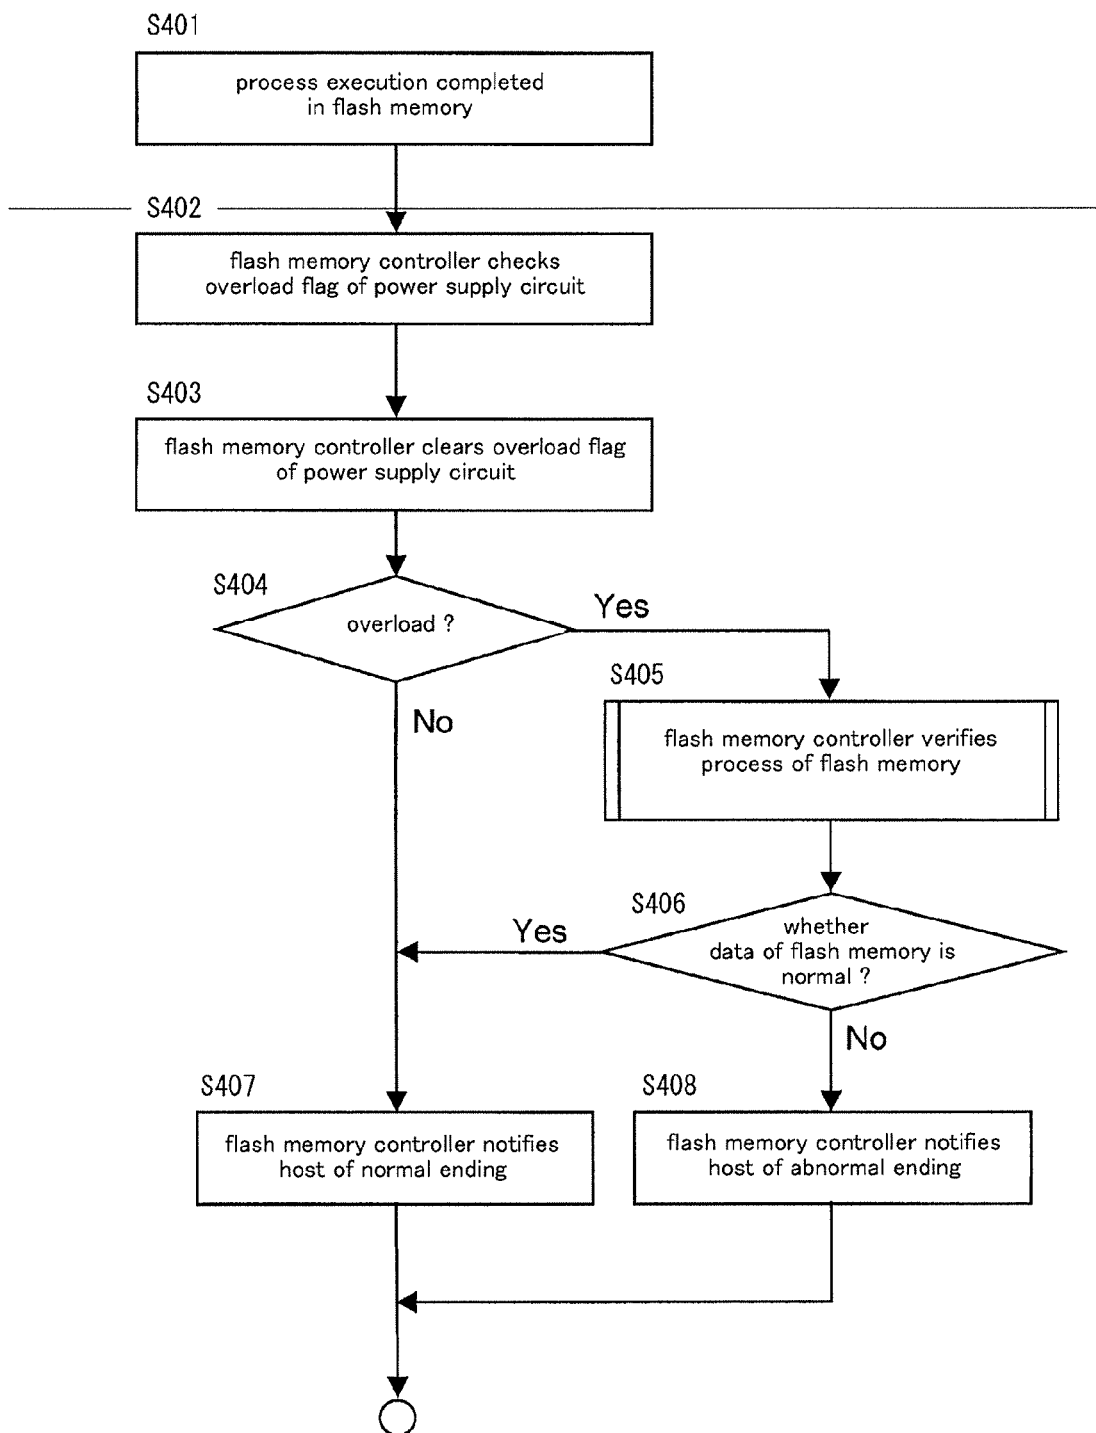 S401
process execution completed
in flash memory
S402
flash memory controller checks
overload flag of power supply circuit
S403
flash memory controller clears overload flag
of power supply circuit
S404
overload ?
Yes
No
S405
flash memory controller verifies
process of flash memory
S406
whether
data of flash memory is
normal ?
Yes
No
S407
flash memory controller notifies
host of normal ending
S408
flash memory controller notifies
host of abnormal ending